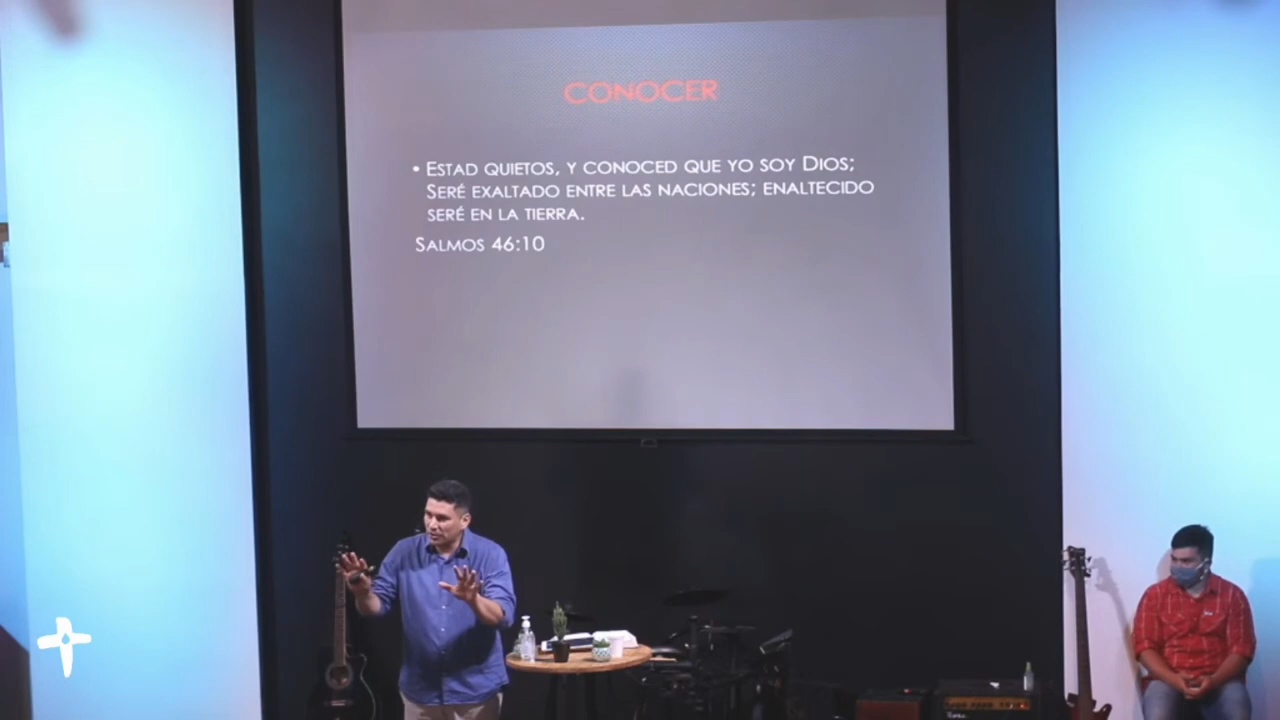 CONOCER
• ESTAD QUIETOS, Y CONOCED QUE YO SOY DIOS;
SERÉ EXALTADO ENTRE LAS NACIONES; ENALTECIDO
SERÉ EN LA TIERRA.
SALMOS 46:10